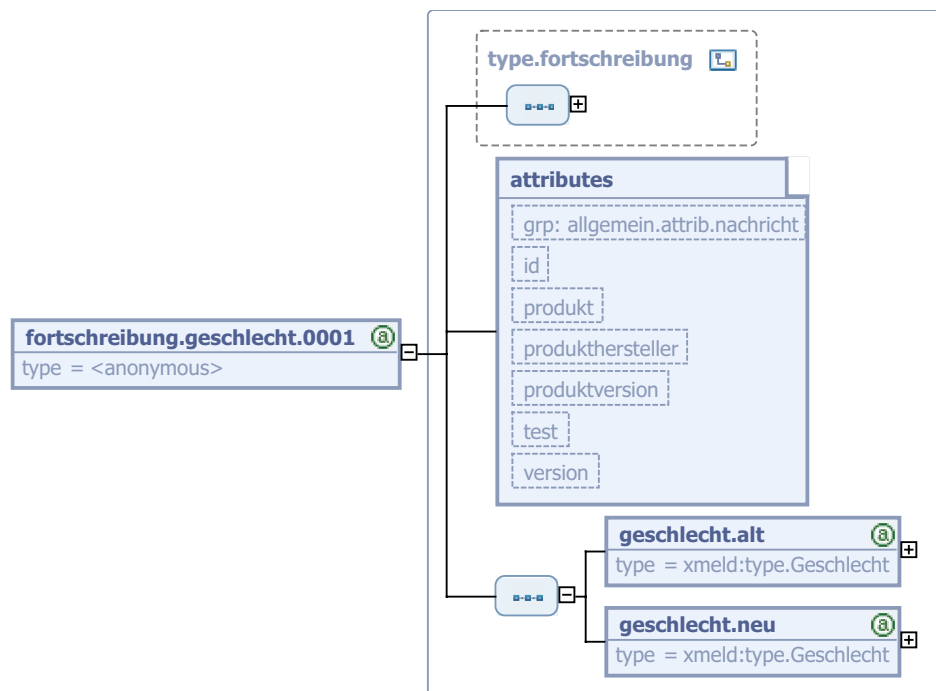 type.fortschreibung
attributes
grp: allgemein.attrib.nachricht
id
produkt
produkthersteller
produktversion
test
version
fortschreibung.geschlecht.0001 @
type = <anonymous>
geschlecht.alt @
type = xmeld:type.Geschlecht
geschlecht.neu @
type = xmeld:type.Geschlecht